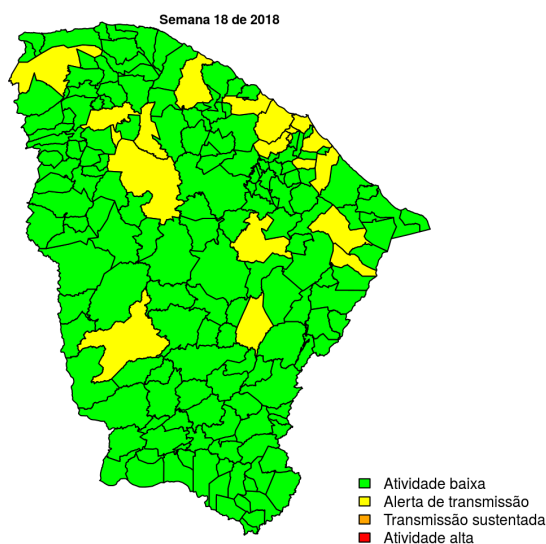 Semana 18 de 2018
Atividade baixa
Alerta de transmissão
Transmissão sustentada
Atividade alta